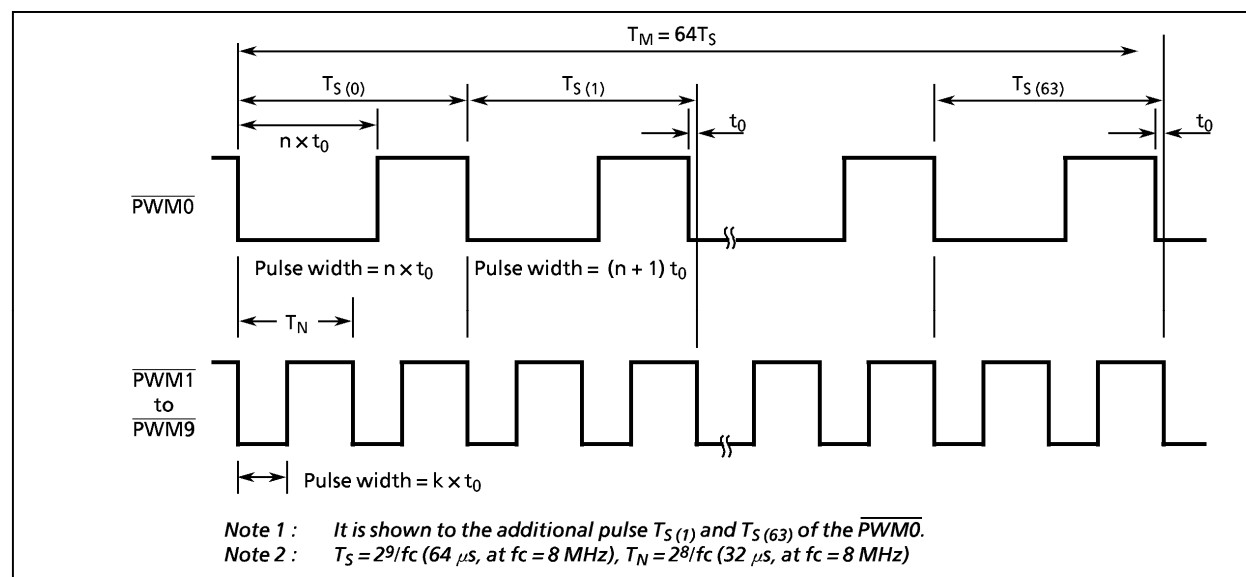 T_M = 64T_S
T_S (0) T_S (1) T_S (63)
t_0 t_0
n × t_0
PWM0
Pulse width = n × t_0 Pulse width = (n + 1) t_0
T_N
PWM1
to
PWM9
Pulse width = k × t_0
Note 1 : It is shown to the additional pulse T_S (1) and T_S (63) of the PWM0.
Note 2 : T_S = 2^9/fc (64 μs, at fc = 8 MHz), T_N = 2^8/fc (32 μs, at fc = 8 MHz)